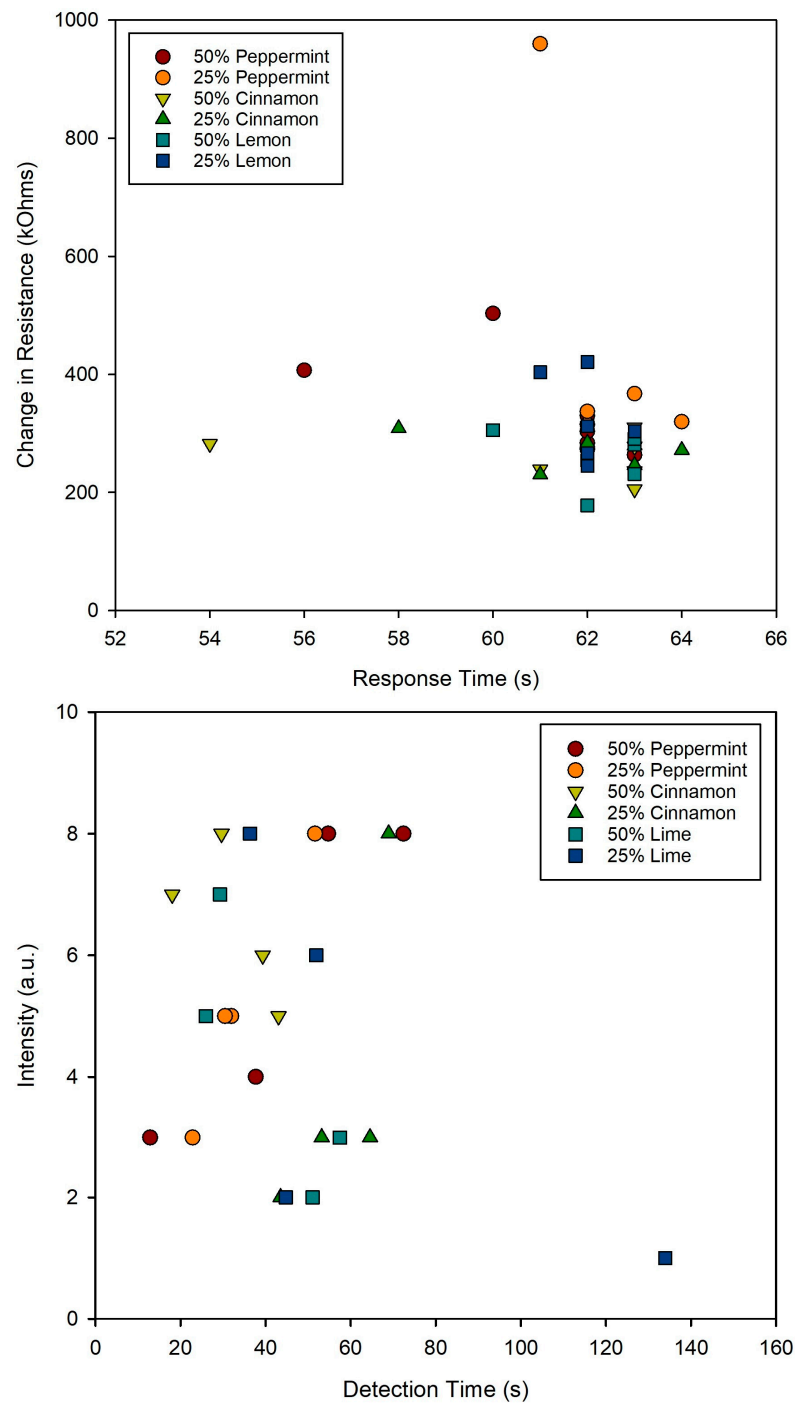 1000
800
600
400
200
0
Change in Resistance (kOhms)
50% Peppermint
25% Peppermint
50% Cinnamon
25% Cinnamon
50% Lemon
25% Lemon
52 54 56 58 60 62 64 66
Response Time (s)
10
8
6
4
2
0
Intensity (a.u.)
50% Peppermint
25% Peppermint
50% Cinnamon
25% Cinnamon
50% Lime
25% Lime
0 20 40 60 80 100 120 140 160
Detection Time (s)